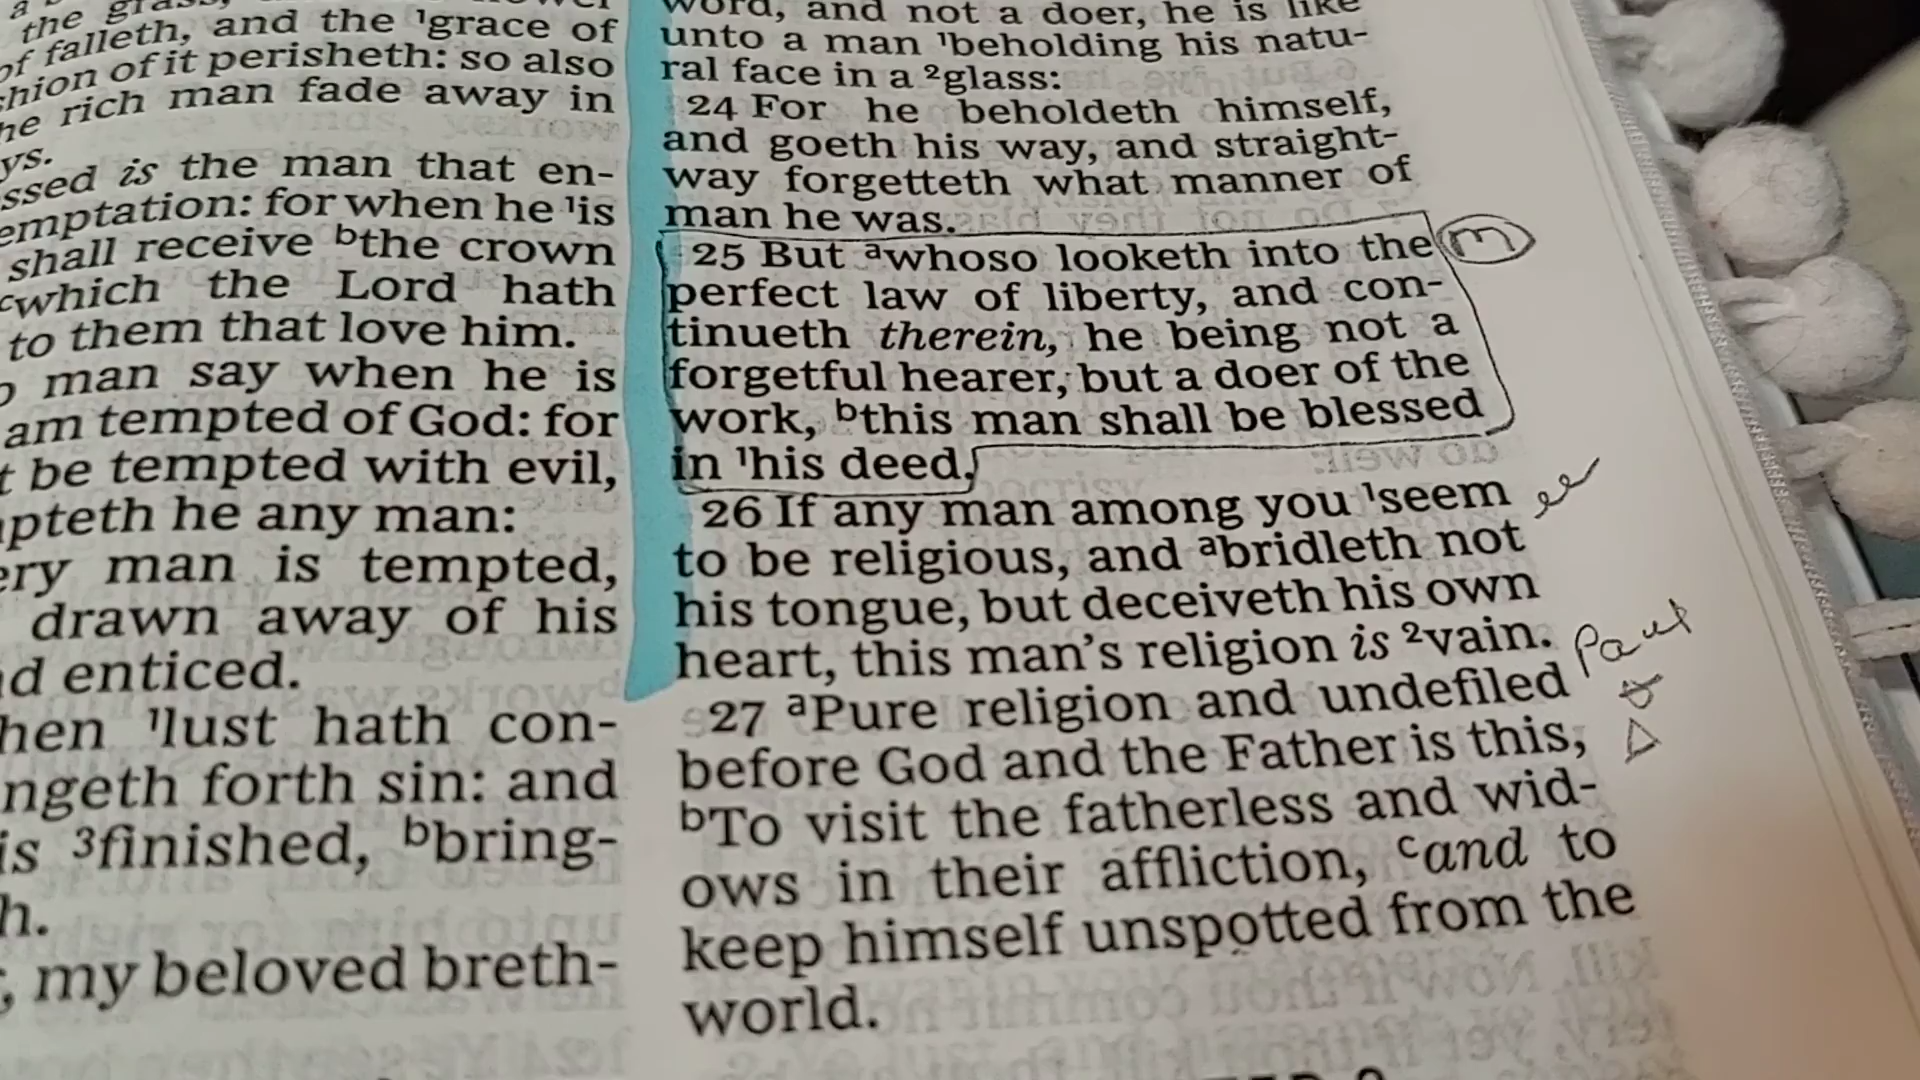 the
of falleth, and the ¹grace of
shion of it perisheth: so also
he rich man fade away in
ys.
ssed is the man that en-
emptation: for when he ¹is
shall receive ᵇthe crown
ᶜwhich the Lord hath
to them that love him.
man say when he is
am tempted of God: for
t be tempted with evil,
mpteth he any man:
ery man is tempted,
drawn away of his
nd enticed.
hen ¹lust hath con-
ngeth forth sin: and
is ³finished, ᵇbring-
h.
, my beloved breth-
word, and not a doer, he is like
unto a man ¹beholding his natu-
ral face in a ²glass:
24 For he beholdeth himself,
and goeth his way, and straight-
way forgetteth what manner of
man he was.
25 But ᵃwhoso looketh into the
perfect law of liberty, and con-
tinueth therein, he being not a
forgetful hearer, but a doer of the
work, ᵇthis man shall be blessed
in ¹his deed.
26 If any man among you ¹seem
to be religious, and ᵃbridleth not
his tongue, but deceiveth his own
heart, this man's religion is ²vain.
27 ᵃPure religion and undefiled
before God and the Father is this,
ᵇTo visit the fatherless and wid-
ows in their affliction, ᶜand to
keep himself unspotted from the
world.
m